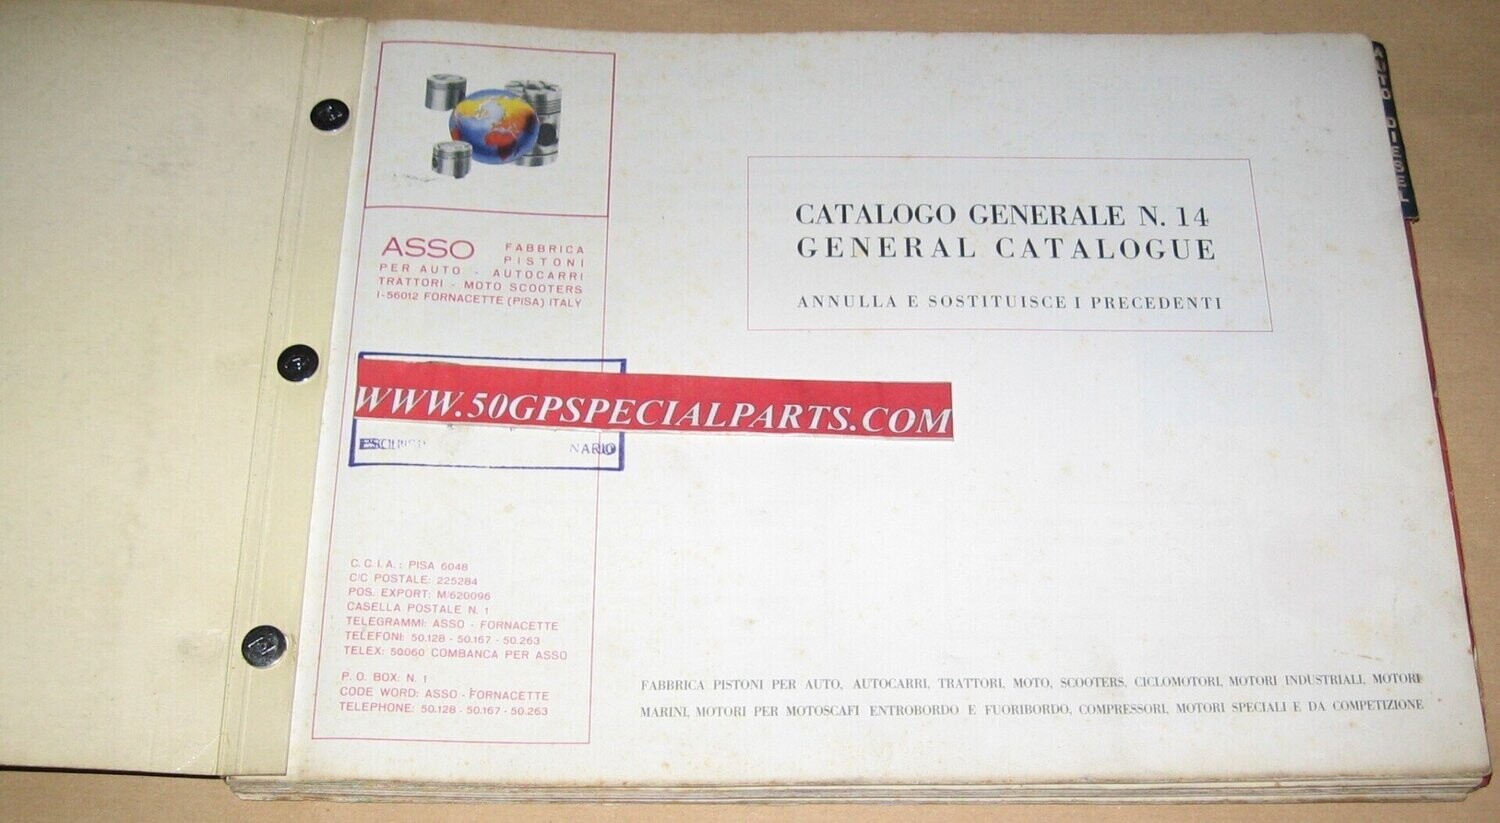 ASSO FABBRICA
PISTONI
PER AUTO - AUTOCARRI
TRATTORI - MOTO SCOOTERS
I-56012 FORNACETTE (PISA) ITALY
CATALOGO GENERALE N. 14
GENERAL CATALOGUE
ANNULLA E SOSTITUISCE I PRECEDENTI
AUTO DIESEL
WWW.50GPSPECIALPARTS.COM
NARIO
C.C.I.A.: PISA 6048
C/C POSTALE: 225284
POS. EXPORT: M/620096
CASELLA POSTALE N. 1
TELEGRAMMI: ASSO - FORNACETTE
TELEFONI: 50.128 - 50.167 - 50.263
TELEX: 50060 COMBANCA PER ASSO
P. O. BOX: N. 1
CODE WORD: ASSO - FORNACETTE
TELEPHONE: 50.128 - 50.167 - 50.263
FABBRICA PISTONI PER AUTO, AUTOCARRI, TRATTORI, MOTO, SCOOTERS, CICLOMOTORI, MOTORI INDUSTRIALI, MOTORI
MARINI, MOTORI PER MOTOSCAFI ENTROBORDO E FUORIBORDO, COMPRESSORI, MOTORI SPECIALI E DA COMPETIZIONE